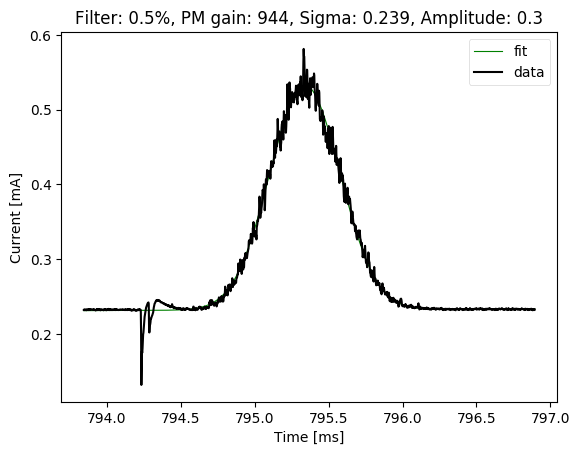 Filter: 0.5%, PM gain: 944, Sigma: 0.239, Amplitude: 0.3
fit
data
0.6
0.5
0.4
0.3
0.2
Current [mA]
794.0 794.5 795.0 795.5 796.0 796.5 797.0
Time [ms]